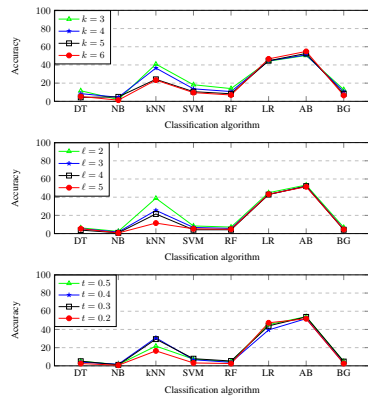 100
80
60
40
20
0
Accuracy
k = 3
k = 4
k = 5
k = 6
DT NB kNN SVM RF LR AB BG
Classification algorithm
100
80
60
40
20
0
Accuracy
ℓ = 2
ℓ = 3
ℓ = 4
ℓ = 5
DT NB kNN SVM RF LR AB BG
Classification algorithm
100
80
60
40
20
0
Accuracy
t = 0.5
t = 0.4
t = 0.3
t = 0.2
DT NB kNN SVM RF LR AB BG
Classification algorithm